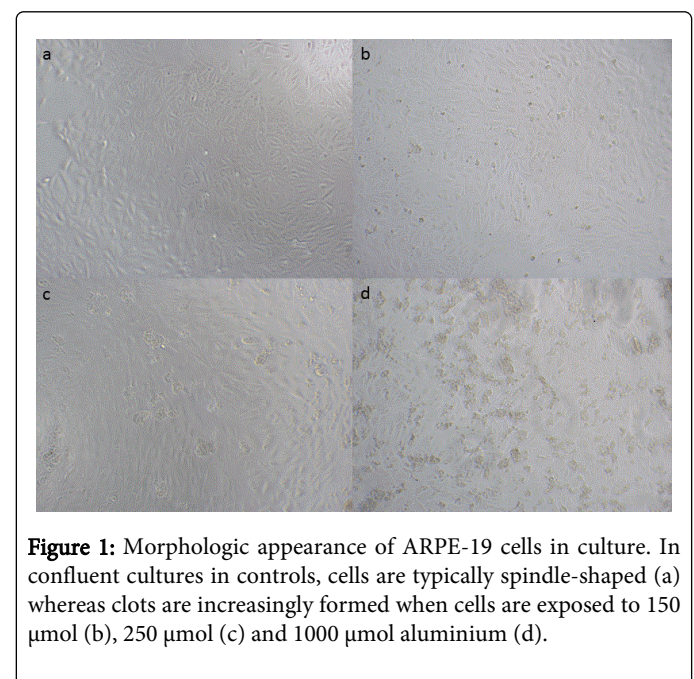 a
b
c
d
Figure 1: Morphologic appearance of ARPE-19 cells in culture. In
confluent cultures in controls, cells are typically spindle-shaped (a)
whereas clots are increasingly formed when cells are exposed to 150
μmol (b), 250 μmol (c) and 1000 μmol aluminium (d).